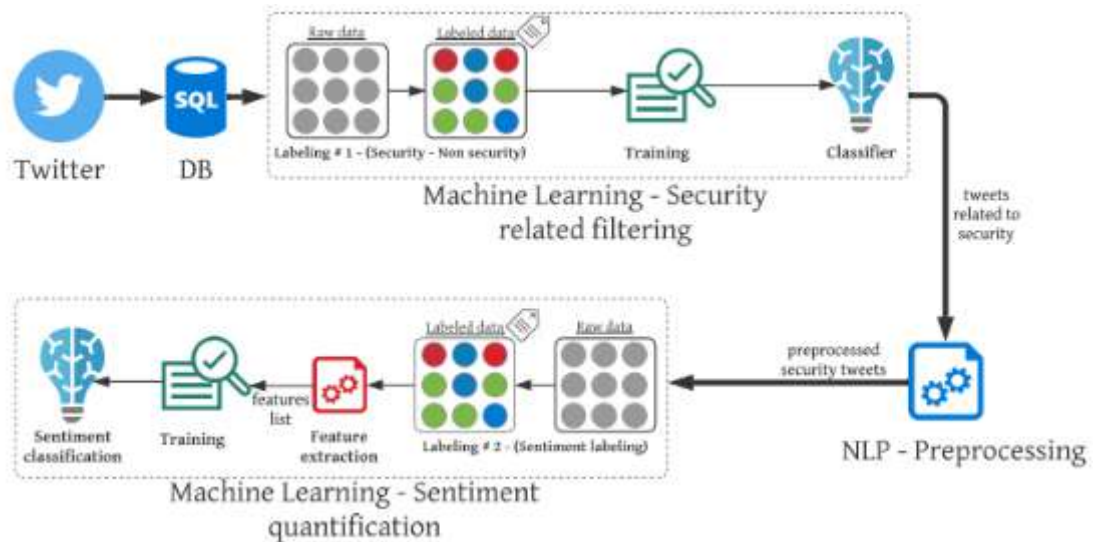 Raw data
Labeled data
SQL
Labeling # 1 - (Security - Non security)
Training
Classifier
Twitter
DB
Machine Learning - Security
related filtering
tweets
related to
security
Labeled data
Raw data
preprocessed
security tweets
features
list
Sentiment
classification
Training
Feature
extraction
Labeling # 2 - (Sentiment labeling)
NLP - Preprocessing
Machine Learning - Sentiment
quantification